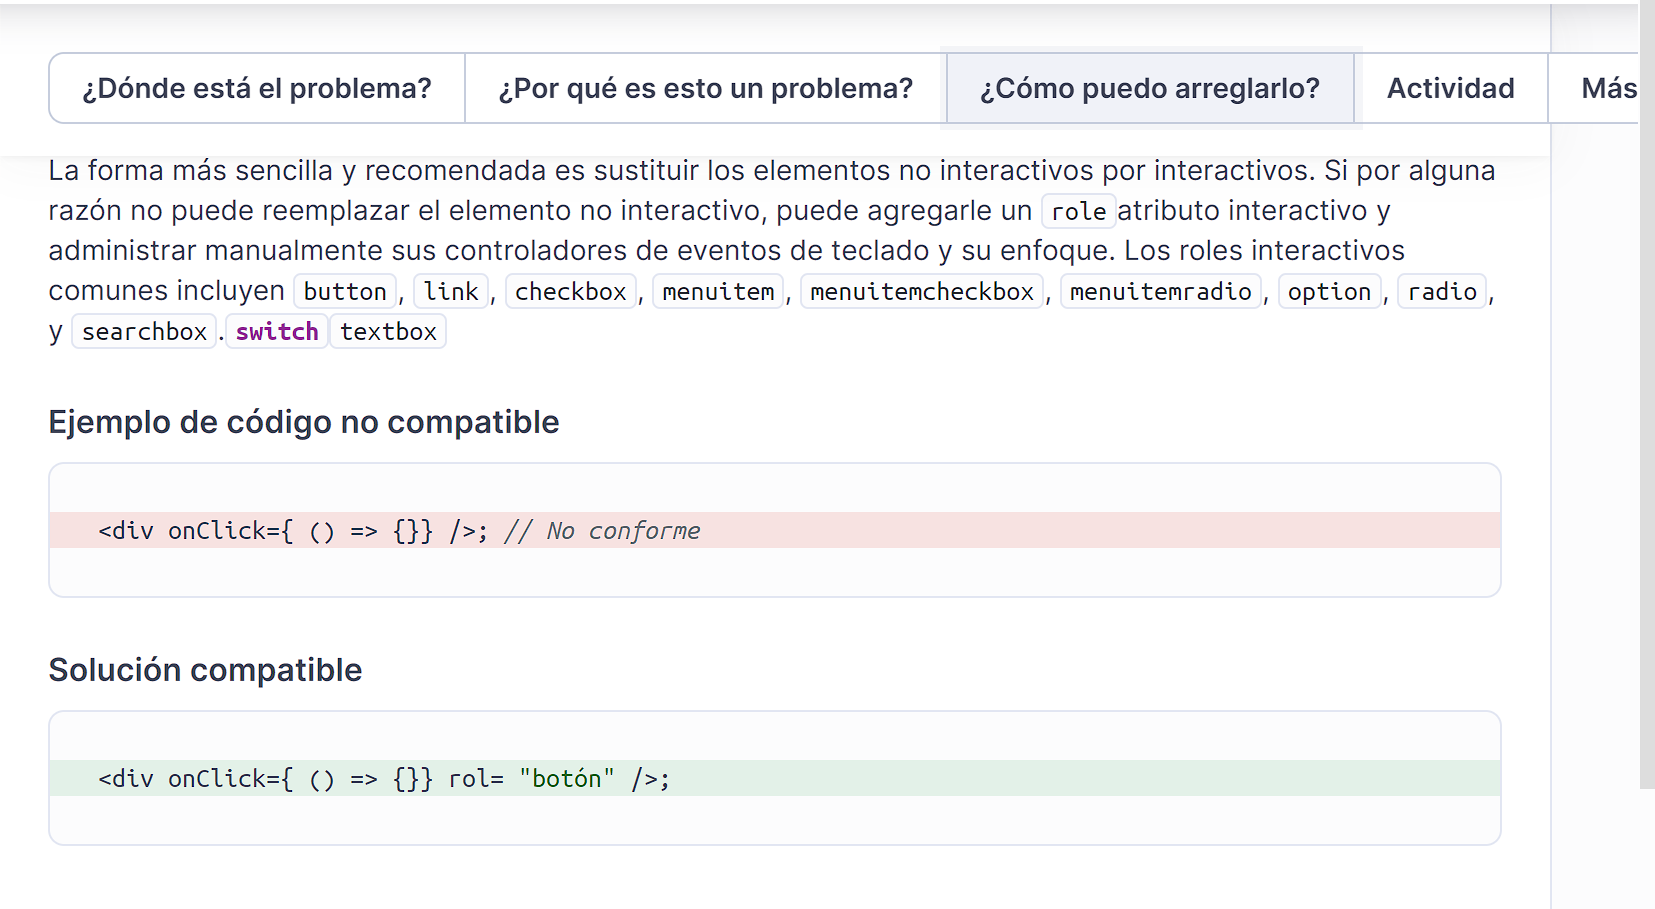 ¿Dónde está el problema? ¿Por qué es esto un problema? ¿Cómo puedo arreglarlo? Actividad Más
La forma más sencilla y recomendada es sustituir los elementos no interactivos por interactivos. Si por alguna
razón no puede reemplazar el elemento no interactivo, puede agregarle un role atributo interactivo y
administrar manualmente sus controladores de eventos de teclado y su enfoque. Los roles interactivos
comunes incluyen button, link, checkbox, menuitem, menuitemcheckbox, menuitemradio, option, radio,
y searchbox. switch textbox
Ejemplo de código no compatible
<div onClick={ () => {}} />; // No conforme
Solución compatible
<div onClick={ () => {}} rol= "botón" />;